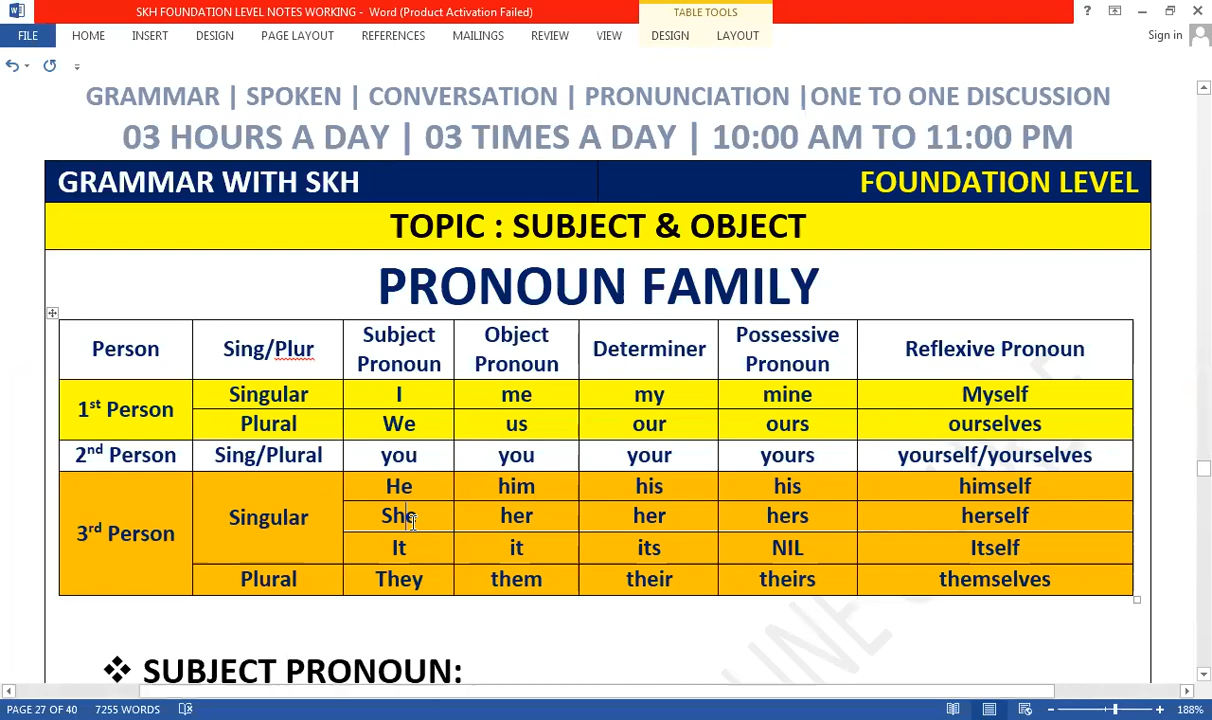 SKH FOUNDATION LEVEL NOTES WORKING - Word (Product Activation Failed)
TABLE TOOLS
FILE HOME INSERT DESIGN PAGE LAYOUT REFERENCES MAILINGS REVIEW VIEW DESIGN LAYOUT Sign in
GRAMMAR | SPOKEN | CONVERSATION | PRONUNCIATION |ONE TO ONE DISCUSSION
03 HOURS A DAY | 03 TIMES A DAY | 10:00 AM TO 11:00 PM
GRAMMAR WITH SKH FOUNDATION LEVEL
TOPIC : SUBJECT & OBJECT
PRONOUN FAMILY
Person Sing/Plur Subject Pronoun Object Pronoun Determiner Possessive Pronoun Reflexive Pronoun
1st Person Singular I me my mine Myself
Plural We us our ours ourselves
2nd Person Sing/Plural you you your yours yourself/yourselves
3rd Person Singular He him his his himself
She her her hers herself
It it its NIL Itself
Plural They them their theirs themselves
❖ SUBJECT PRONOUN:
PAGE 27 OF 40 7255 WORDS 188%